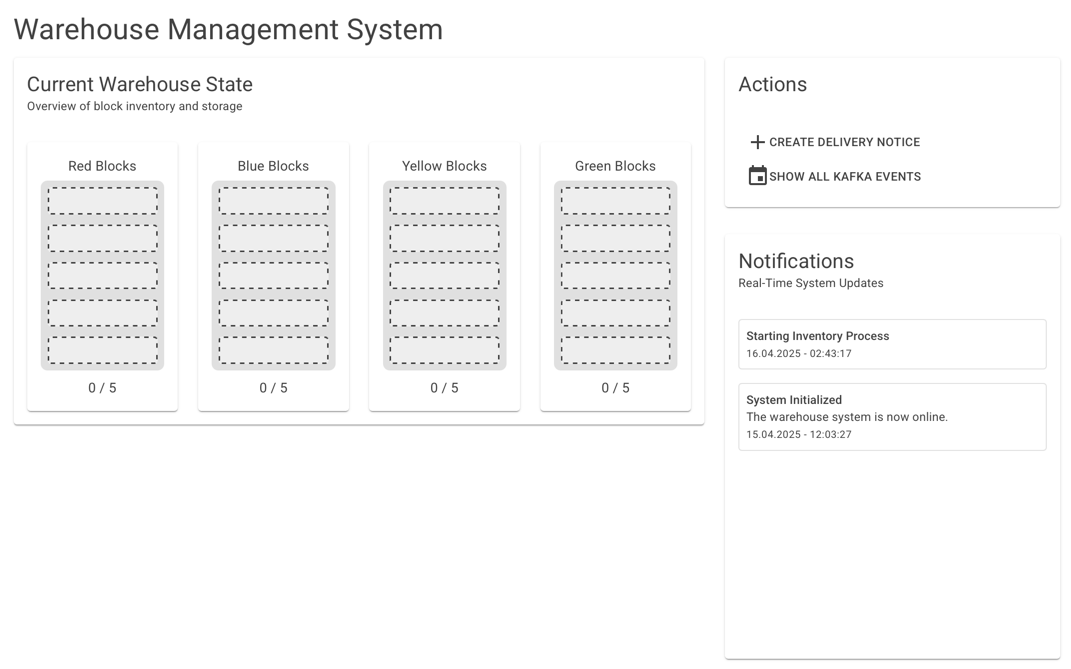 Warehouse Management System
Current Warehouse State
Overview of block inventory and storage
Red Blocks
0 / 5
Blue Blocks
0 / 5
Yellow Blocks
0 / 5
Green Blocks
0 / 5
Actions
CREATE DELIVERY NOTICE
SHOW ALL KAFKA EVENTS
Notifications
Real-Time System Updates
Starting Inventory Process
16.04.2025 - 02:43:17
System Initialized
The warehouse system is now online.
15.04.2025 - 12:03:27